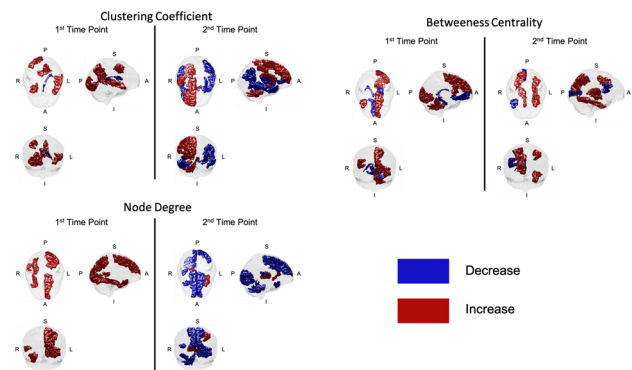 Clustering Coefficient
1st Time Point
2nd Time Point
P
S
R
L
P
A
A
I
S
R
L
I
P
S
R
L
P
A
A
I
S
R
L
I
Betweeness Centrality
1st Time Point
2nd Time Point
P
S
R
L
P
A
A
I
S
R
L
I
P
S
R
L
P
A
A
I
S
R
L
I
Node Degree
1st Time Point
2nd Time Point
P
S
R
L
P
A
A
I
S
R
L
I
P
S
R
L
P
A
A
I
S
R
L
I
Decrease
Increase